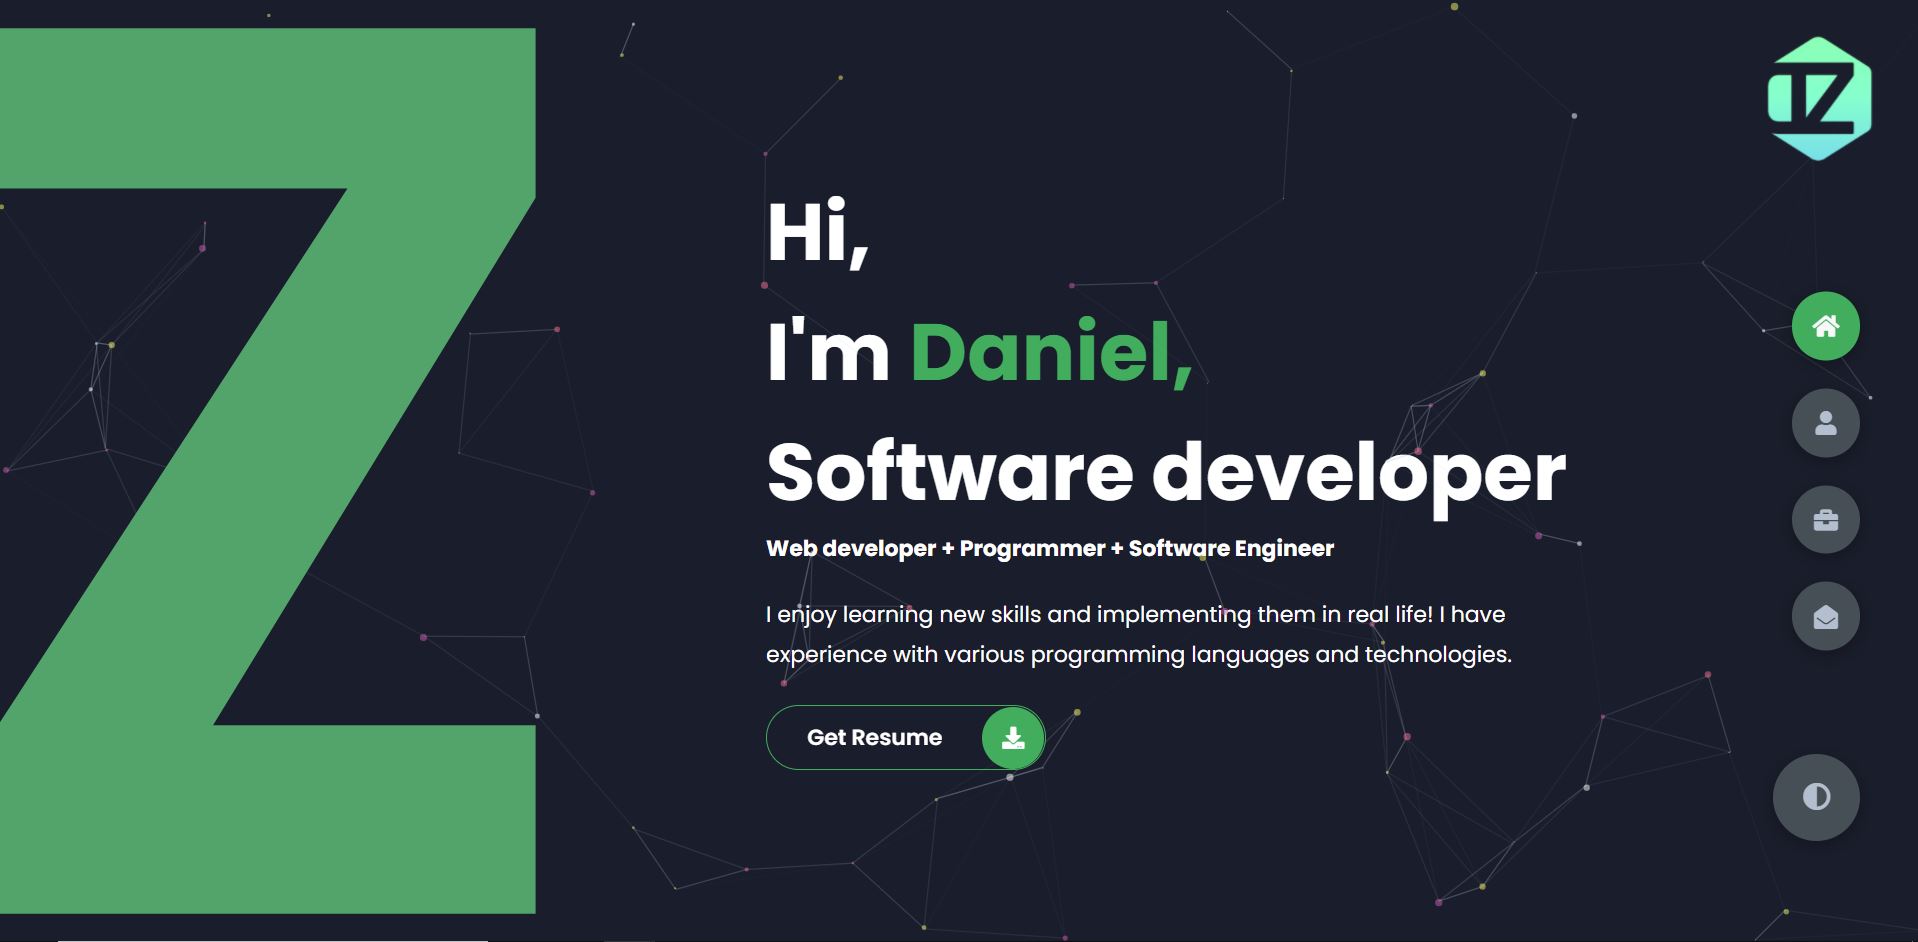 Z
IZ
Hi,
I'm Daniel,
Software developer
Web developer + Programmer + Software Engineer
I enjoy learning new skills and implementing them in real life! I have
experience with various programming languages and technologies.
Get Resume